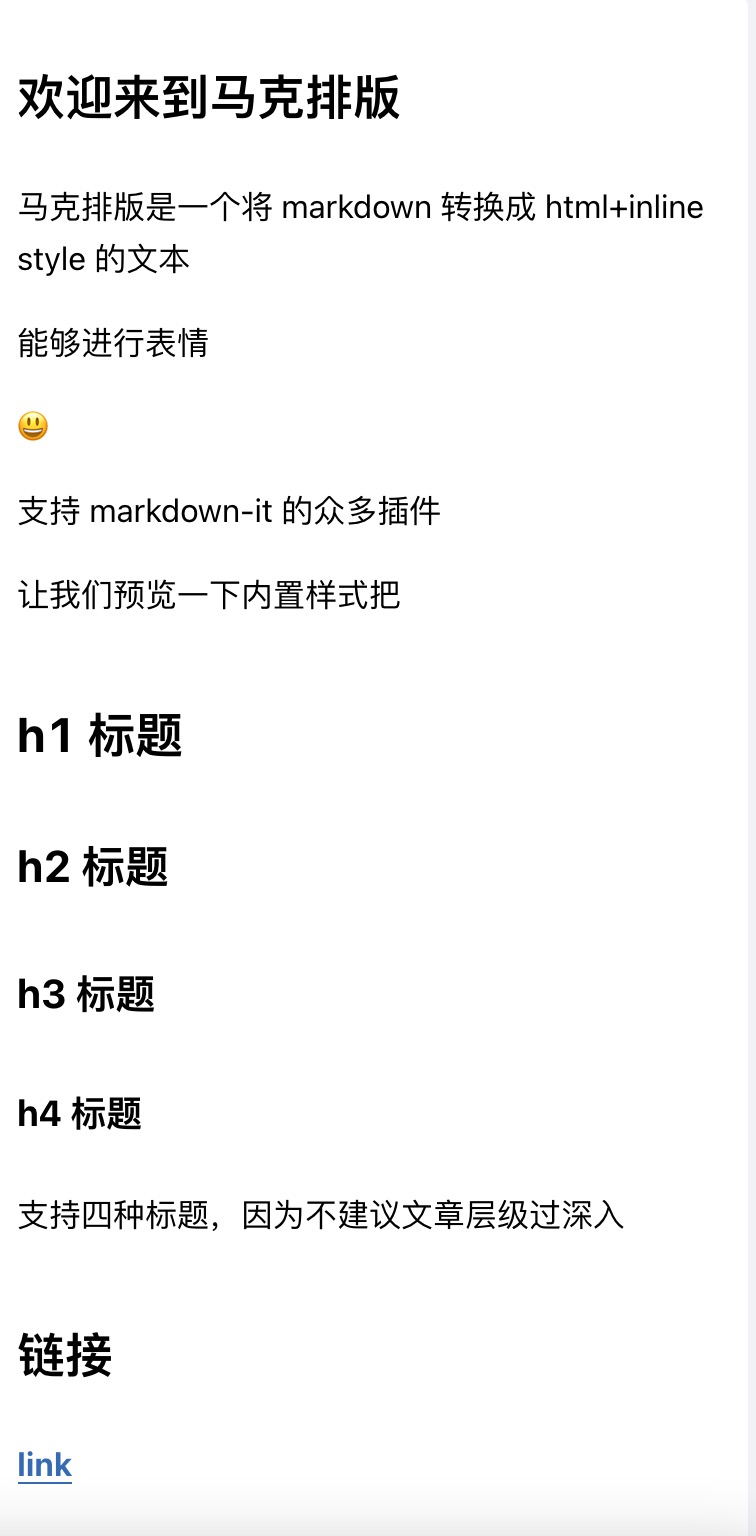 欢迎来到马克排版
马克排版是一个将 markdown 转换成 html+inline
style 的文本
能够进行表情
😃
支持 markdown-it 的众多插件
让我们预览一下内置样式把
h1 标题
h2 标题
h3 标题
h4 标题
支持四种标题，因为不建议文章层级过深入
链接
link